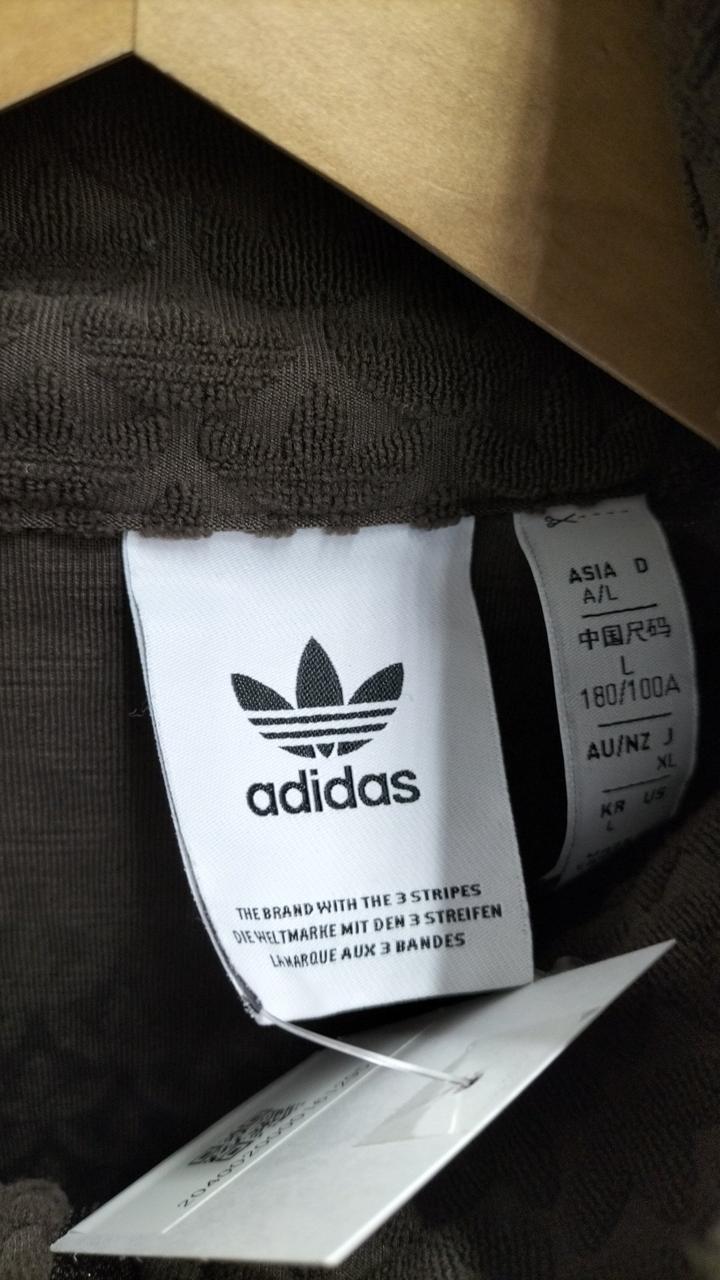 adidas
THE BRAND WITH THE 3 STRIPES
DIE WELTMARKE MIT DEN 3 STREIFEN
LA MARQUE AUX 3 BANDES
ASIA D
A/L
中国尺码
L
180/100A
AU/NZ J
XL
KR US
L